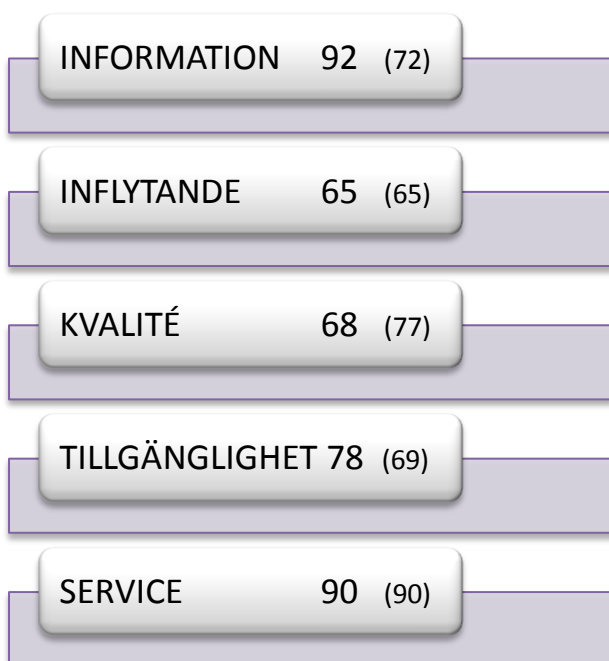 INFORMATION 92 (72)
INFLYTANDE 65 (65)
KVALITÉ 68 (77)
TILLGÄNGLIGHET 78 (69)
SERVICE 90 (90)